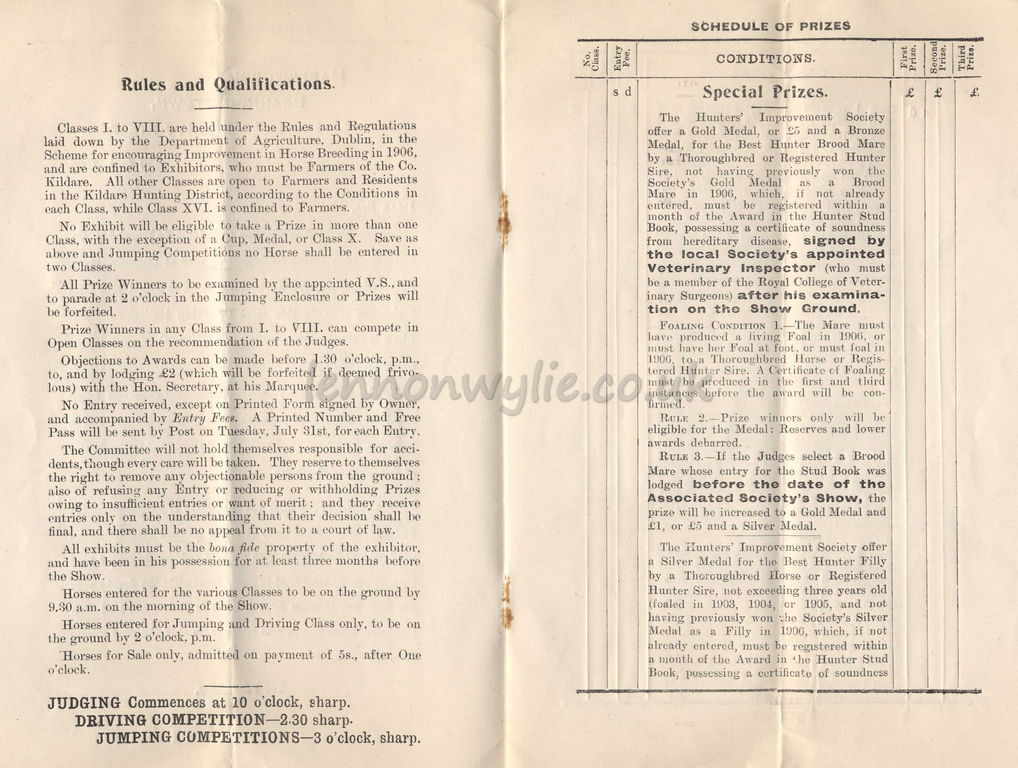 Rules and Qualifications.
Classes I. to VIII. are held under the Rules and Regulations
laid down by the Department of Agriculture, Dublin, in the
Scheme for encouraging Improvement in Horse Breeding in 1906,
and are confined to Exhibitors, who must be Farmers of the Co.
Kildare. All other Classes are open to Farmers and Residents
in the Kildare Hunting District, according to the Conditions in
each Class, while Class XVI. is confined to Farmers.
No Exhibit will be eligible to take a Prize in more than one
Class, with the exception of a Cup, Medal, or Class X. Save as
above and Jumping Competitions no Horse shall be entered in
two Classes.
All Prize Winners to be examined by the appointed V.S., and
to parade at 2 o'clock in the Jumping Enclosure or Prizes will
be forfeited.
Prize Winners in any Class from I. to VIII. can compete in
Open Classes on the recommendation of the Judges.
Objections to Awards can be made before 1.30 o'clock, p.m.,
to, and by lodging £2 (which will be forfeited if deemed frivo-
lous) with the Hon. Secretary, at his Marquee.
No Entry received, except on Printed Form signed by Owner,
and accompanied by Entry Fees. A Printed Number and Free
Pass will be sent by Post on Tuesday, July 31st, for each Entry.
The Committee will not hold themselves responsible for acci-
dents, though every care will be taken. They reserve to themselves
the right to remove any objectionable persons from the ground ;
also of refusing any Entry or reducing or withholding Prizes
owing to insufficient entries or want of merit ; and they receive
entries only on the understanding that their decision shall be
final, and there shall be no appeal from it to a court of law.
All exhibits must be the bona fide property of the exhibitor,
and have been in his possession for at least three months before
the Show.
Horses entered for the various Classes to be on the ground by
9.30 a.m. on the morning of the Show.
Horses entered for Jumping and Driving Class only, to be on
the ground by 2 o'clock, p.m.
Horses for Sale only, admitted on payment of 5s., after One
o'clock.
JUDGING Commences at 10 o'clock, sharp.
DRIVING COMPETITION—2.30 sharp.
JUMPING COMPETITIONS—3 o'clock, sharp.
SCHEDULE OF PRIZES
No. Class. Entry Fee. CONDITIONS. First Prize. Second Prize. Third Prize.
s d Special Prizes. £ £ £
The Hunters' Improvement Society
offer a Gold Medal, or £5 and a Bronze
Medal, for the Best Hunter Brood Mare
by a Thoroughbred or Registered Hunter
Sire, not having previously won the
Society's Gold Medal as a Brood
Mare in 1906, which, if not already
entered, must be registered within a
month of the Award in the Hunter Stud
Book, possessing a certificate of soundness
from hereditary disease, signed by
the local Society's appointed
Veterinary Inspector (who must
be a member of the Royal College of Veter-
inary Surgeons) after his examina-
tion on the Show Ground.
FOALING CONDITION 1.—The Mare must
have produced a living Foal in 1906, or
must have her Foal at foot, or must foal in
1906, to a Thoroughbred Horse or Regis-
tered Hunter Sire. A Certificate of Foaling
must be produced in the first and third
instances before the award will be con-
firmed.
RULE 2.—Prize winners only will be
eligible for the Medal: Reserves and lower
awards debarred.
RULE 3.—If the Judges select a Brood
Mare whose entry for the Stud Book was
lodged before the date of the
Associated Society's Show, the
prize will be increased to a Gold Medal and
£1, or £5 and a Silver Medal.
The Hunters' Improvement Society offer
a Silver Medal for the Best Hunter Filly
by a Thoroughbred Horse or Registered
Hunter Sire, not exceeding three years old
(foaled in 1903, 1904, or 1905, and not
having previously won the Society's Silver
Medal as a Filly in 1906, which, if not
already entered, must be registered within
a month of the Award in the Hunter Stud
Book, possessing a certificate of soundness
lennonwylie.co.uk